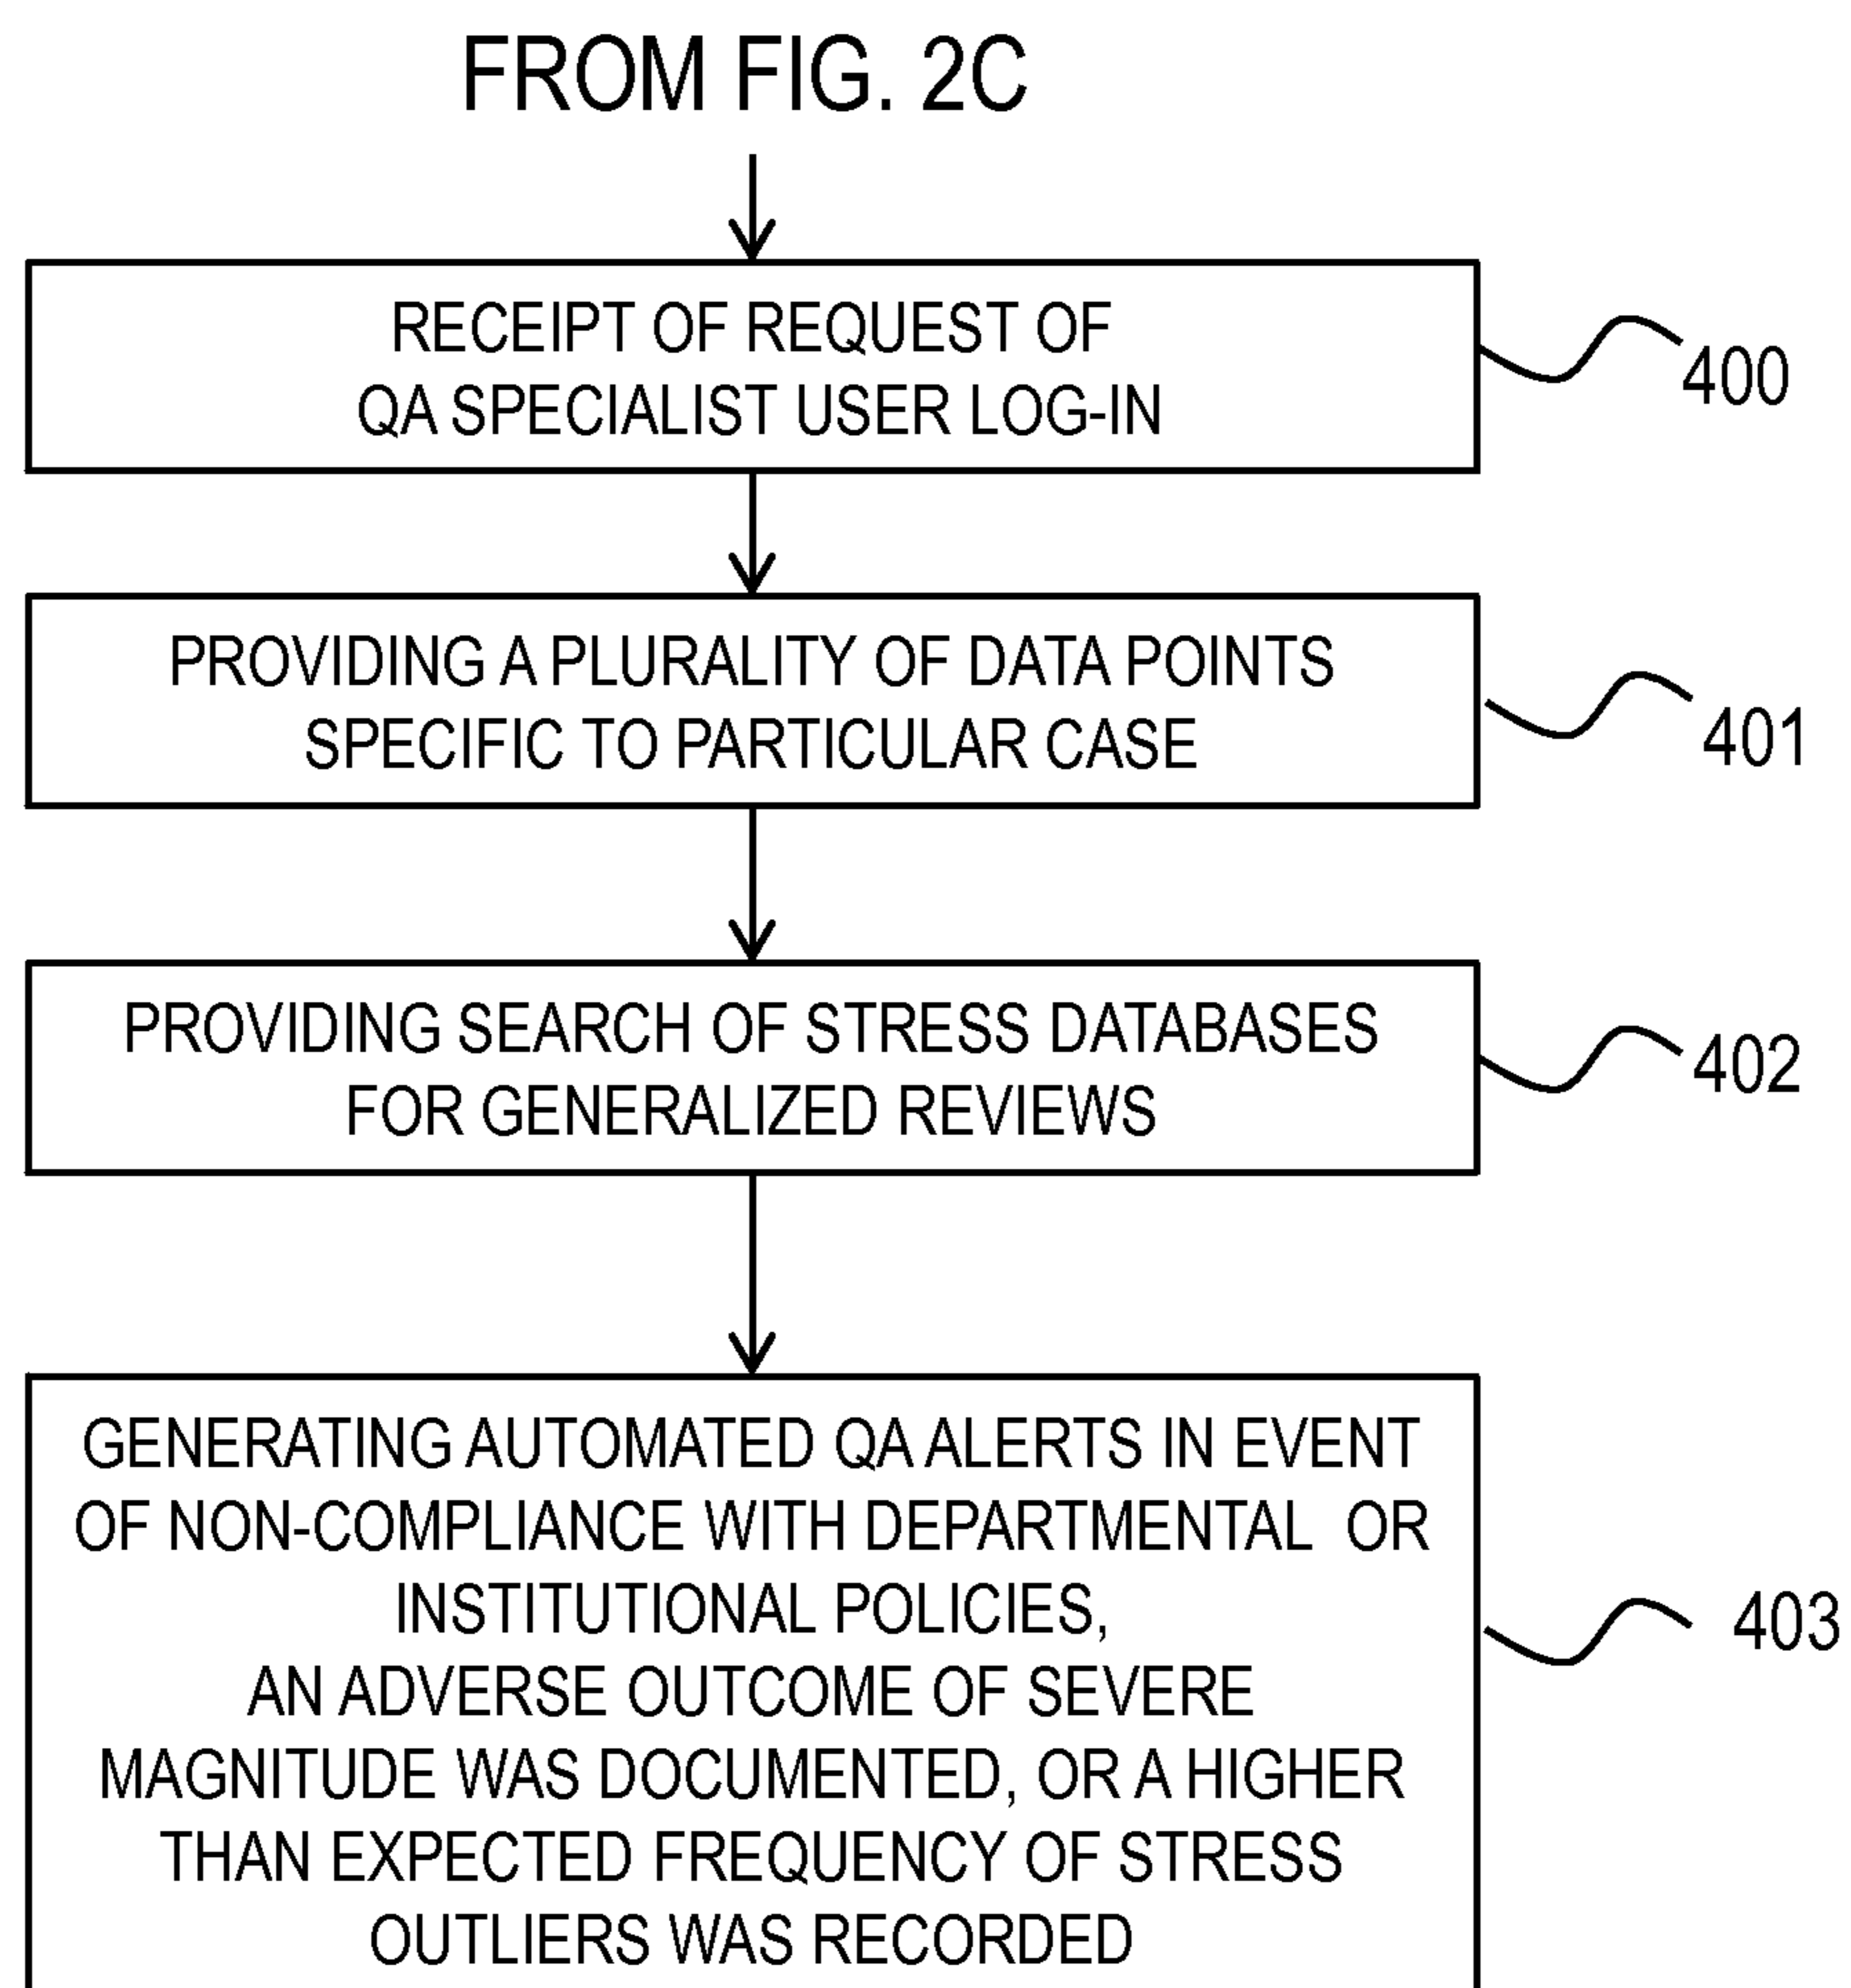 FROM FIG. 2C
RECEIPT OF REQUEST OF
QA SPECIALIST USER LOG-IN
400
PROVIDING A PLURALITY OF DATA POINTS
SPECIFIC TO PARTICULAR CASE
401
PROVIDING SEARCH OF STRESS DATABASES
FOR GENERALIZED REVIEWS
402
GENERATING AUTOMATED QA ALERTS IN EVENT
OF NON-COMPLIANCE WITH DEPARTMENTAL OR
INSTITUTIONAL POLICIES,
AN ADVERSE OUTCOME OF SEVERE
MAGNITUDE WAS DOCUMENTED, OR A HIGHER
THAN EXPECTED FREQUENCY OF STRESS
OUTLIERS WAS RECORDED
403